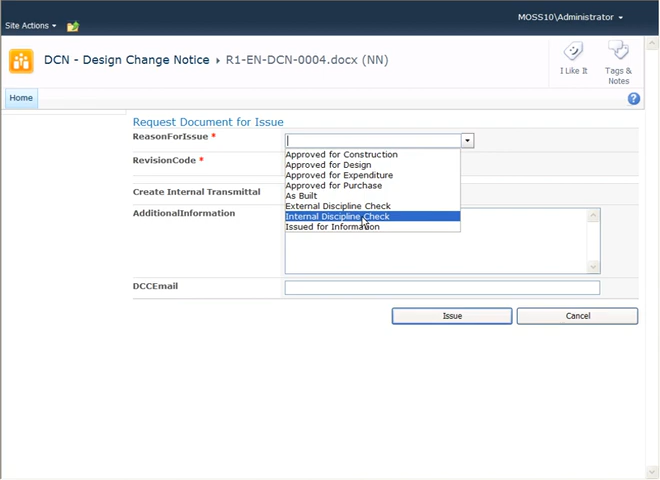 MOSS10\Administrator
Site Actions
DCN - Design Change Notice R1-EN-DCN-0004.docx (NN)
I Like It
Tags & Notes
Home
Request Document for Issue
ReasonForIssue *
Approved for Construction
RevisionCode *
Approved for Design
Approved for Expenditure
Approved for Purchase
Create Internal Transmittal
As Built
External Discipline Check
AdditionalInformation
Internal Discipline Check
Issued for Information
DCCEmail
Issue
Cancel